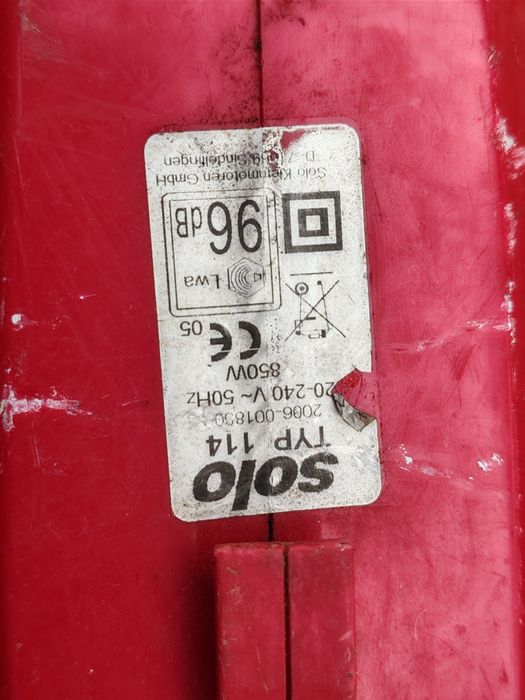 solo
TYP 114
2006-001850
20-240 V~ 50Hz
850W
CE 05
Lwa
96 dB
Solo Kleinmotoren GmbH
Sindelfingen